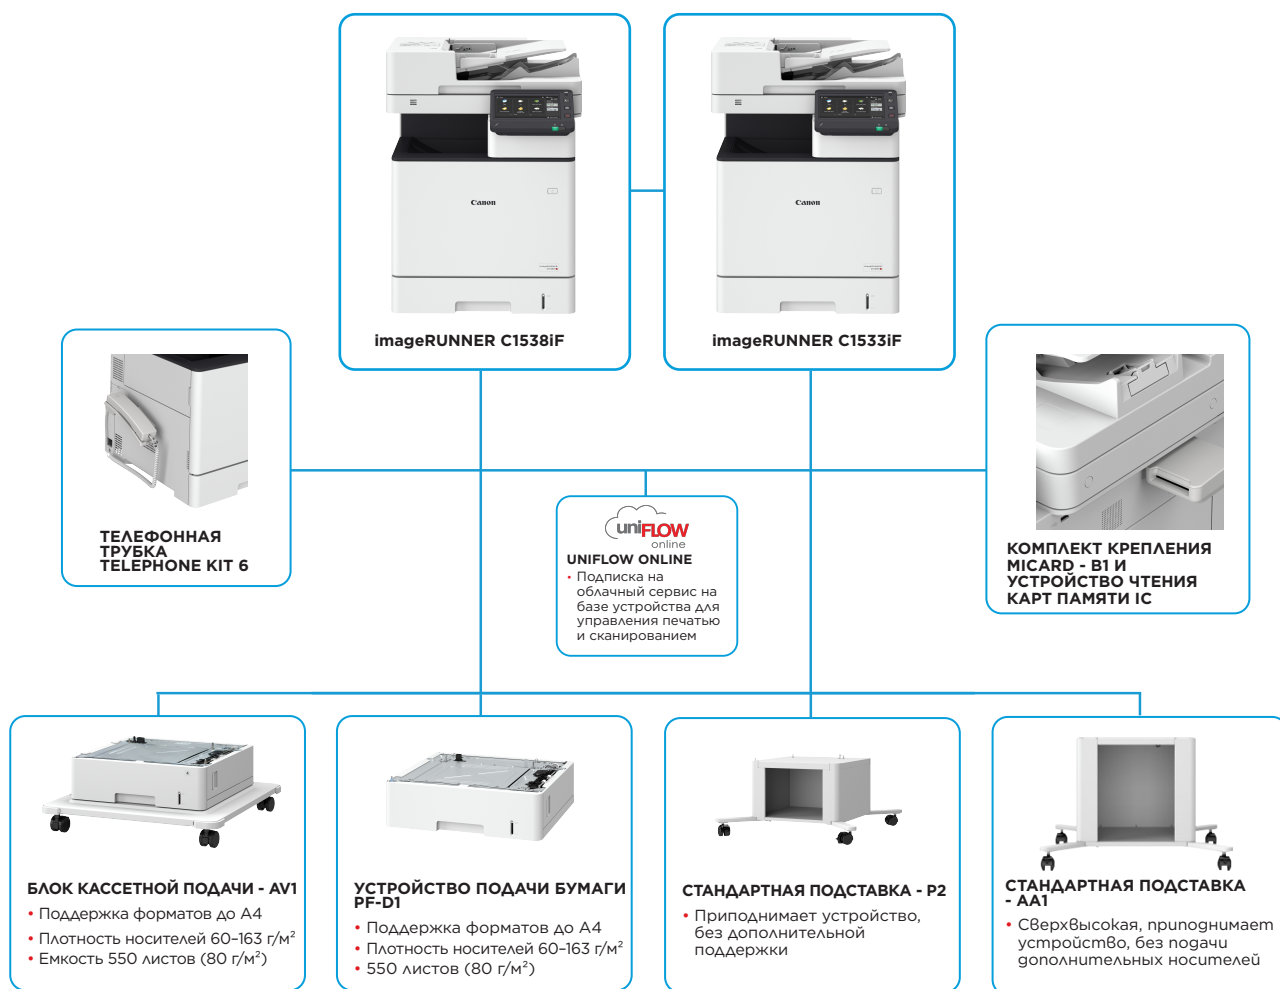 Canon
Canon
imageRUNNER C1538iF
imageRUNNER C1533iF
ТЕЛЕФОННАЯ
ТРУБКА
TELEPHONE KIT 6
uniFLOW
online
UNIFLOW ONLINE
• Подписка на
облачный сервис на
базе устройства для
управления печатью
и сканированием
КОМПЛЕКТ КРЕПЛЕНИЯ
MICARD - B1 И
УСТРОЙСТВО ЧТЕНИЯ
КАРТ ПАМЯТИ IC
БЛОК КАССЕТНОЙ ПОДАЧИ - AV1
• Поддержка форматов до A4
• Плотность носителей 60–163 г/м²
• Емкость 550 листов (80 г/м²)
УСТРОЙСТВО ПОДАЧИ БУМАГИ
PF-D1
• Поддержка форматов до A4
• Плотность носителей 60–163 г/м²
• 550 листов (80 г/м²)
СТАНДАРТНАЯ ПОДСТАВКА - P2
• Приподнимает устройство,
без дополнительной
поддержки
СТАНДАРТНАЯ ПОДСТАВКА
- AA1
• Сверхвысокая, приподнимает
устройство, без подачи
дополнительных носителей